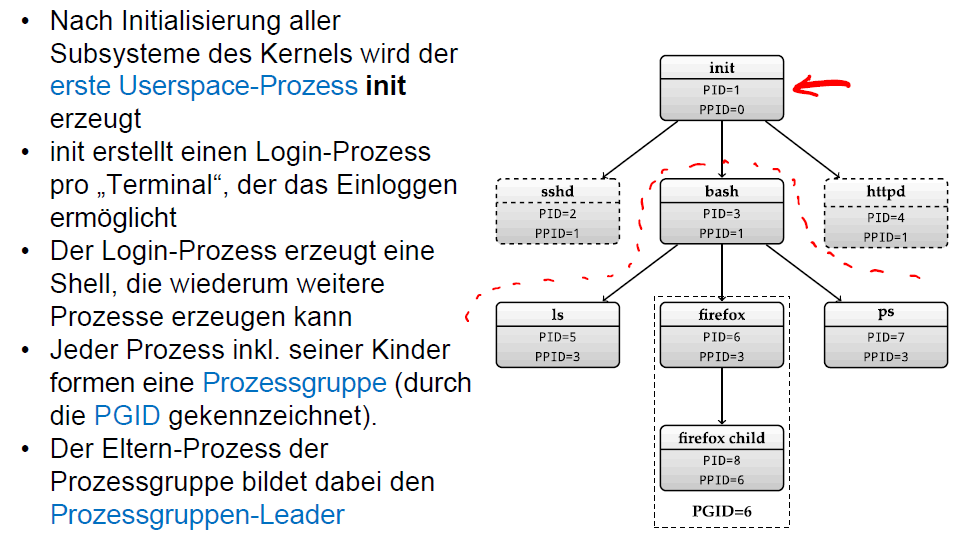 • Nach Initialisierung aller
Subsysteme des Kernels wird der
erste Userspace-Prozess init
erzeugt
• init erstellt einen Login-Prozess
pro „Terminal“, der das Einloggen
ermöglicht
• Der Login-Prozess erzeugt eine
Shell, die wiederum weitere
Prozesse erzeugen kann
• Jeder Prozess inkl. seiner Kinder
formen eine Prozessgruppe (durch
die PGID gekennzeichnet).
• Der Eltern-Prozess der
Prozessgruppe bildet dabei den
Prozessgruppen-Leader
init
PID=1
PPID=0
sshd
PID=2
PPID=1
bash
PID=3
PPID=1
httpd
PID=4
PPID=1
ls
PID=5
PPID=3
firefox
PID=6
PPID=3
ps
PID=7
PPID=3
firefox child
PID=8
PPID=6
PGID=6